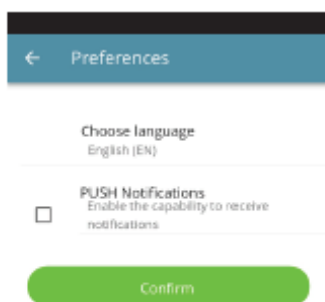 Preferences
Choose language
English (EN)
PUSH Notifications
Enable the capability to receive
notifications
Confirm